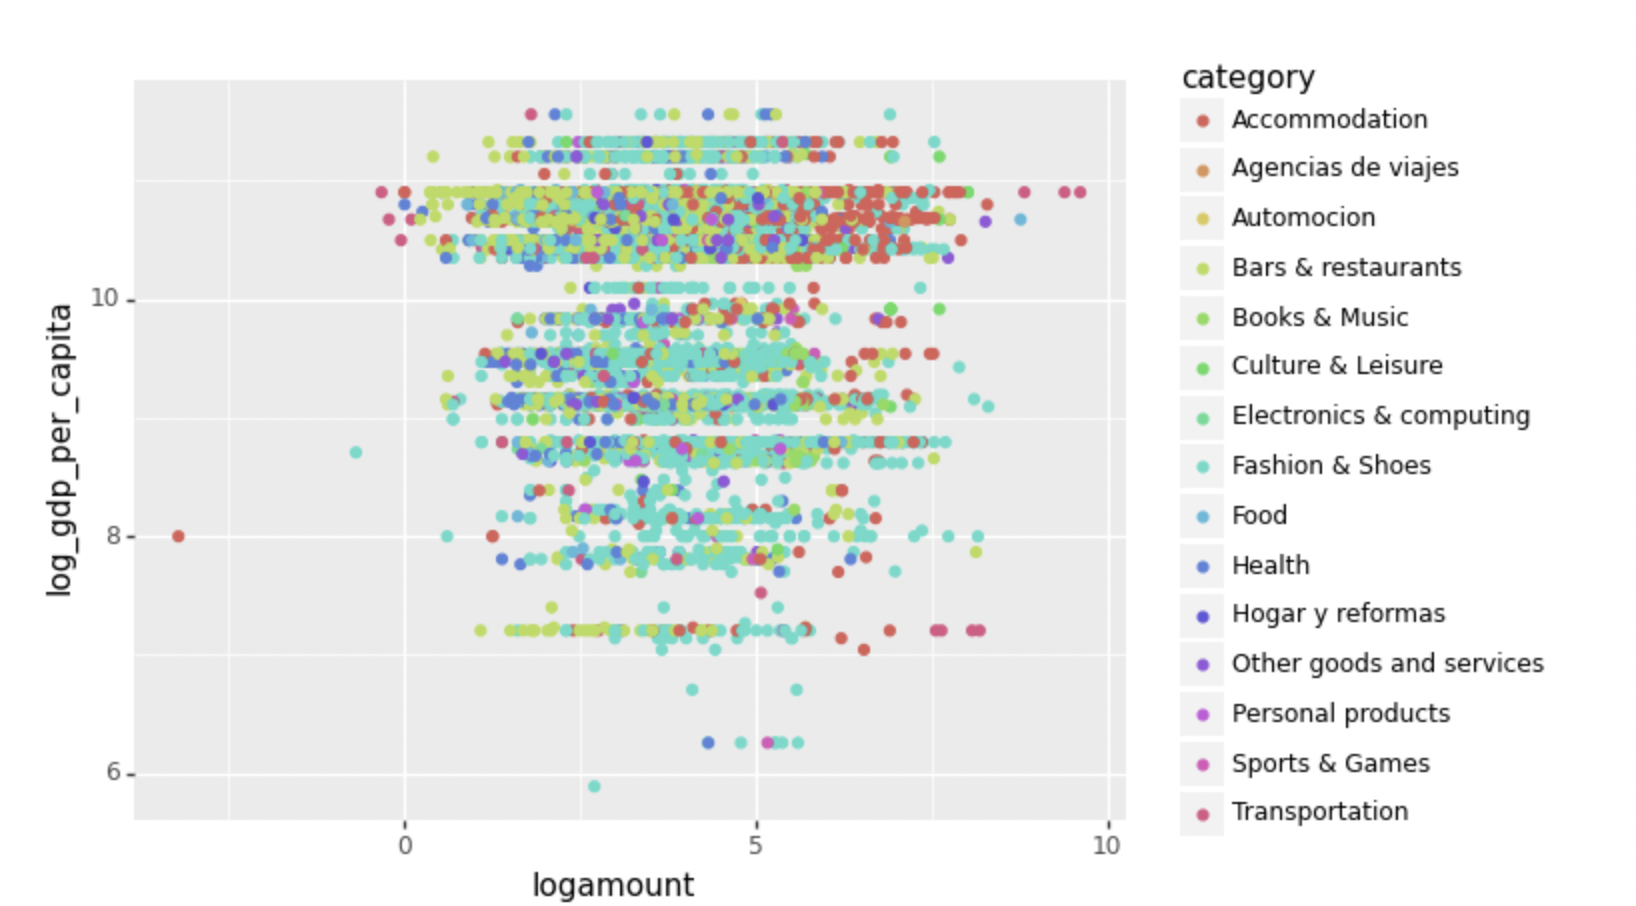 category
Accommodation
Agencias de viajes
Automocion
Bars & restaurants
Books & Music
Culture & Leisure
Electronics & computing
Fashion & Shoes
Food
Health
Hogar y reformas
Other goods and services
Personal products
Sports & Games
Transportation
log_gdp_per_capita
10
8
6
0
5
10
logamount